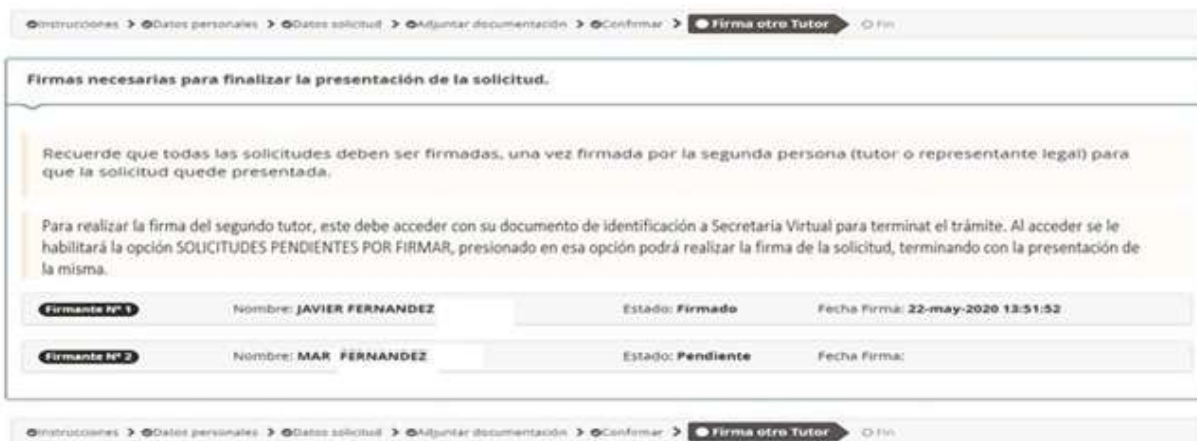 Instrucciones > Datos personales > Datos solicitud > Adjuntar documentación > Confirmar > Firma otro Tutor Fin
Firmas necesarias para finalizar la presentación de la solicitud.
Recuerde que todas las solicitudes deben ser firmadas, una vez firmada por la segunda persona (tutor o representante legal) para
que la solicitud quede presentada.
Para realizar la firma del segundo tutor, este debe acceder con su documento de identificación a Secretaria Virtual para terminat el trámite. Al acceder se le
habilitará la opción SOLICITUDES PENDIENTES POR FIRMAR, presionado en esa opción podrá realizar la firma de la solicitud, terminando con la presentación de
la misma.
Firmante Nº 1 Nombre: JAVIER FERNANDEZ Estado: Firmado Fecha Firma: 22-may-2020 13:51:52
Firmante Nº 2 Nombre: MAR FERNANDEZ Estado: Pendiente Fecha Firma:
Instrucciones > Datos personales > Datos solicitud > Adjuntar documentación > Confirmar > Firma otro Tutor Fin